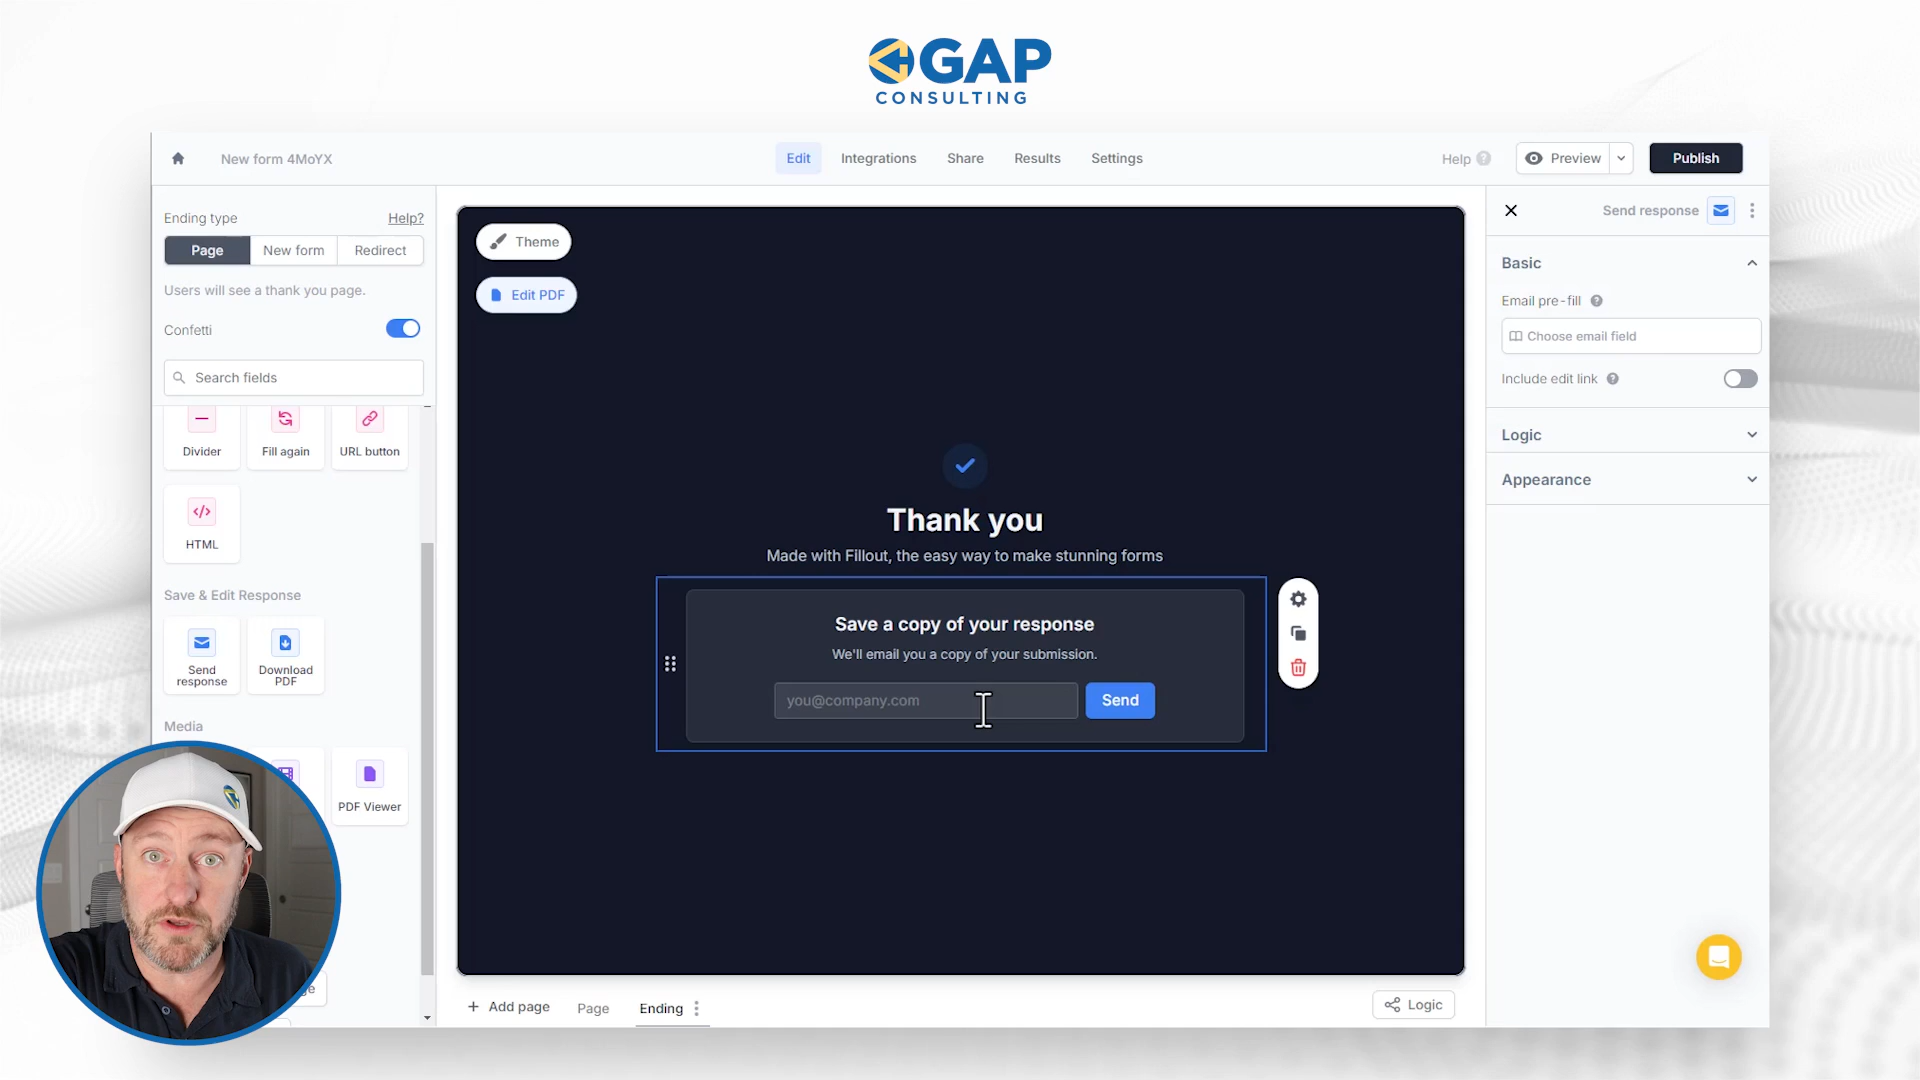 GAP
CONSULTING
New form 4MoYX
Edit
Integrations
Share
Results
Settings
Help
Preview
Publish
Ending type
Help?
Page
New form
Redirect
Users will see a thank you page.
Confetti
Search fields
Divider
Fill again
URL button
HTML
Save & Edit Response
Send response
Download PDF
Media
PDF Viewer
Theme
Edit PDF
Thank you
Made with Fillout, the easy way to make stunning forms
Save a copy of your response
We'll email you a copy of your submission.
you@company.com
Send
Add page
Page
Ending
Logic
Send response
Basic
Email pre-fill
Choose email field
Include edit link
Logic
Appearance